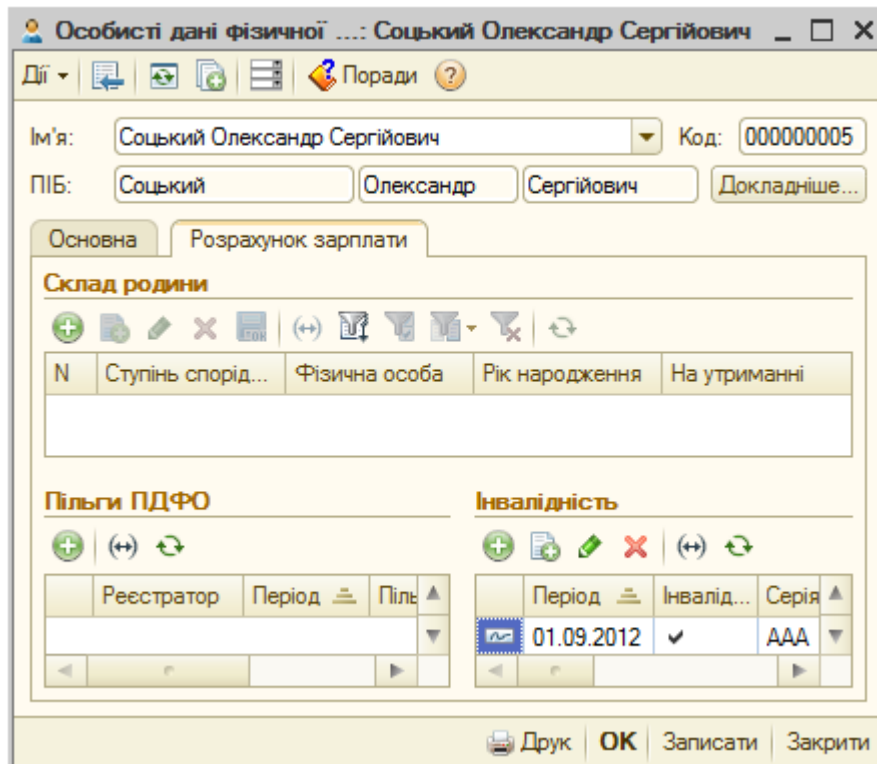 Особисті дані фізичної ...: Соцький Олександр Сергійович
Дії Поради
Ім'я: Соцький Олександр Сергійович Код: 000000005
ПІБ: Соцький Олександр Сергійович Докладніше...
Основна Розрахунок зарплати
Склад родини
N Ступінь спорід... Фізична особа Рік народження На утриманні
Пільги ПДФО Інвалідність
Реєстратор Період Піль Період Інвалід... Серія
01.09.2012 ААА
Друк ОК Записати Закрити